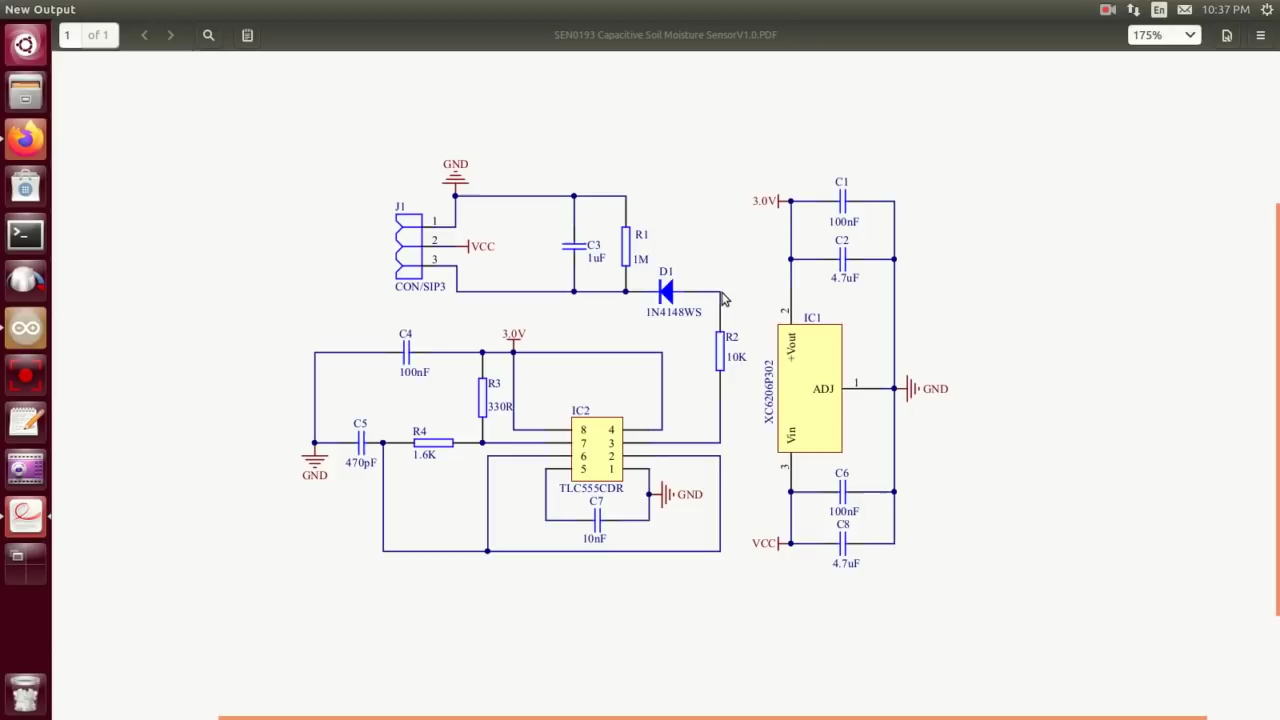 New Output
En
10:37 PM
1
of 1
SEN0193 Capacitive Soil Moisture SensorV1.0.PDF
175%
GND
J1
1
2
VCC
3
CON/SIP3
C3
1uF
R1
1M
D1
1N4148WS
R2
10K
C4
100nF
3.0V
R3
330R
C5
470pF
R4
1.6K
GND
IC2
8 4
7 3
6 2
5 1
TLC555CDR
C7
10nF
GND
3.0V
C1
100nF
C2
4.7uF
2
IC1
+Vout
XC6206P302
ADJ
1
GND
Vin
3
C6
100nF
C8
VCC
4.7uF